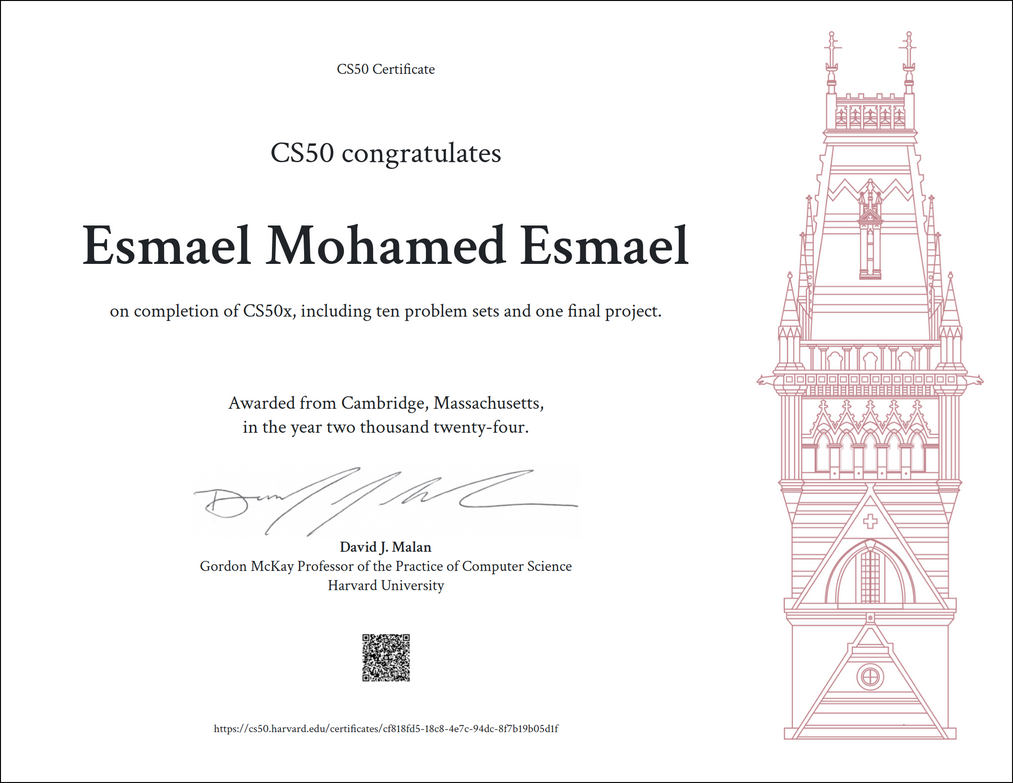 CS50 Certificate
CS50 congratulates
Esmael Mohamed Esmael
on completion of CS50x, including ten problem sets and one final project.
Awarded from Cambridge, Massachusetts,
in the year two thousand twenty-four.
David J. Malan
Gordon McKay Professor of the Practice of Computer Science
Harvard University
https://cs50.harvard.edu/certificates/cf818fd5-18c8-4e7c-94dc-8f7b19b05d1f